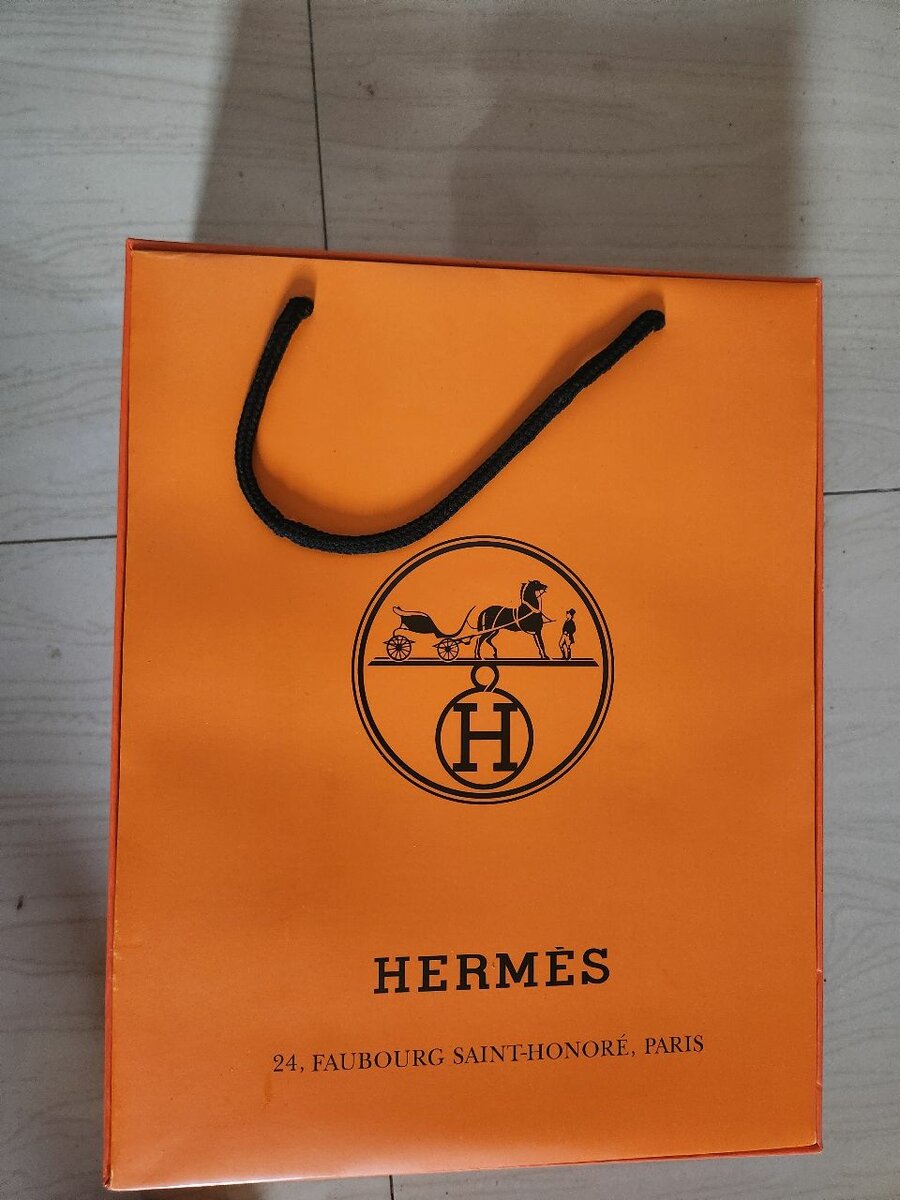 H
HERMÈS
24, FAUBOURG SAINT-HONORÉ, PARIS